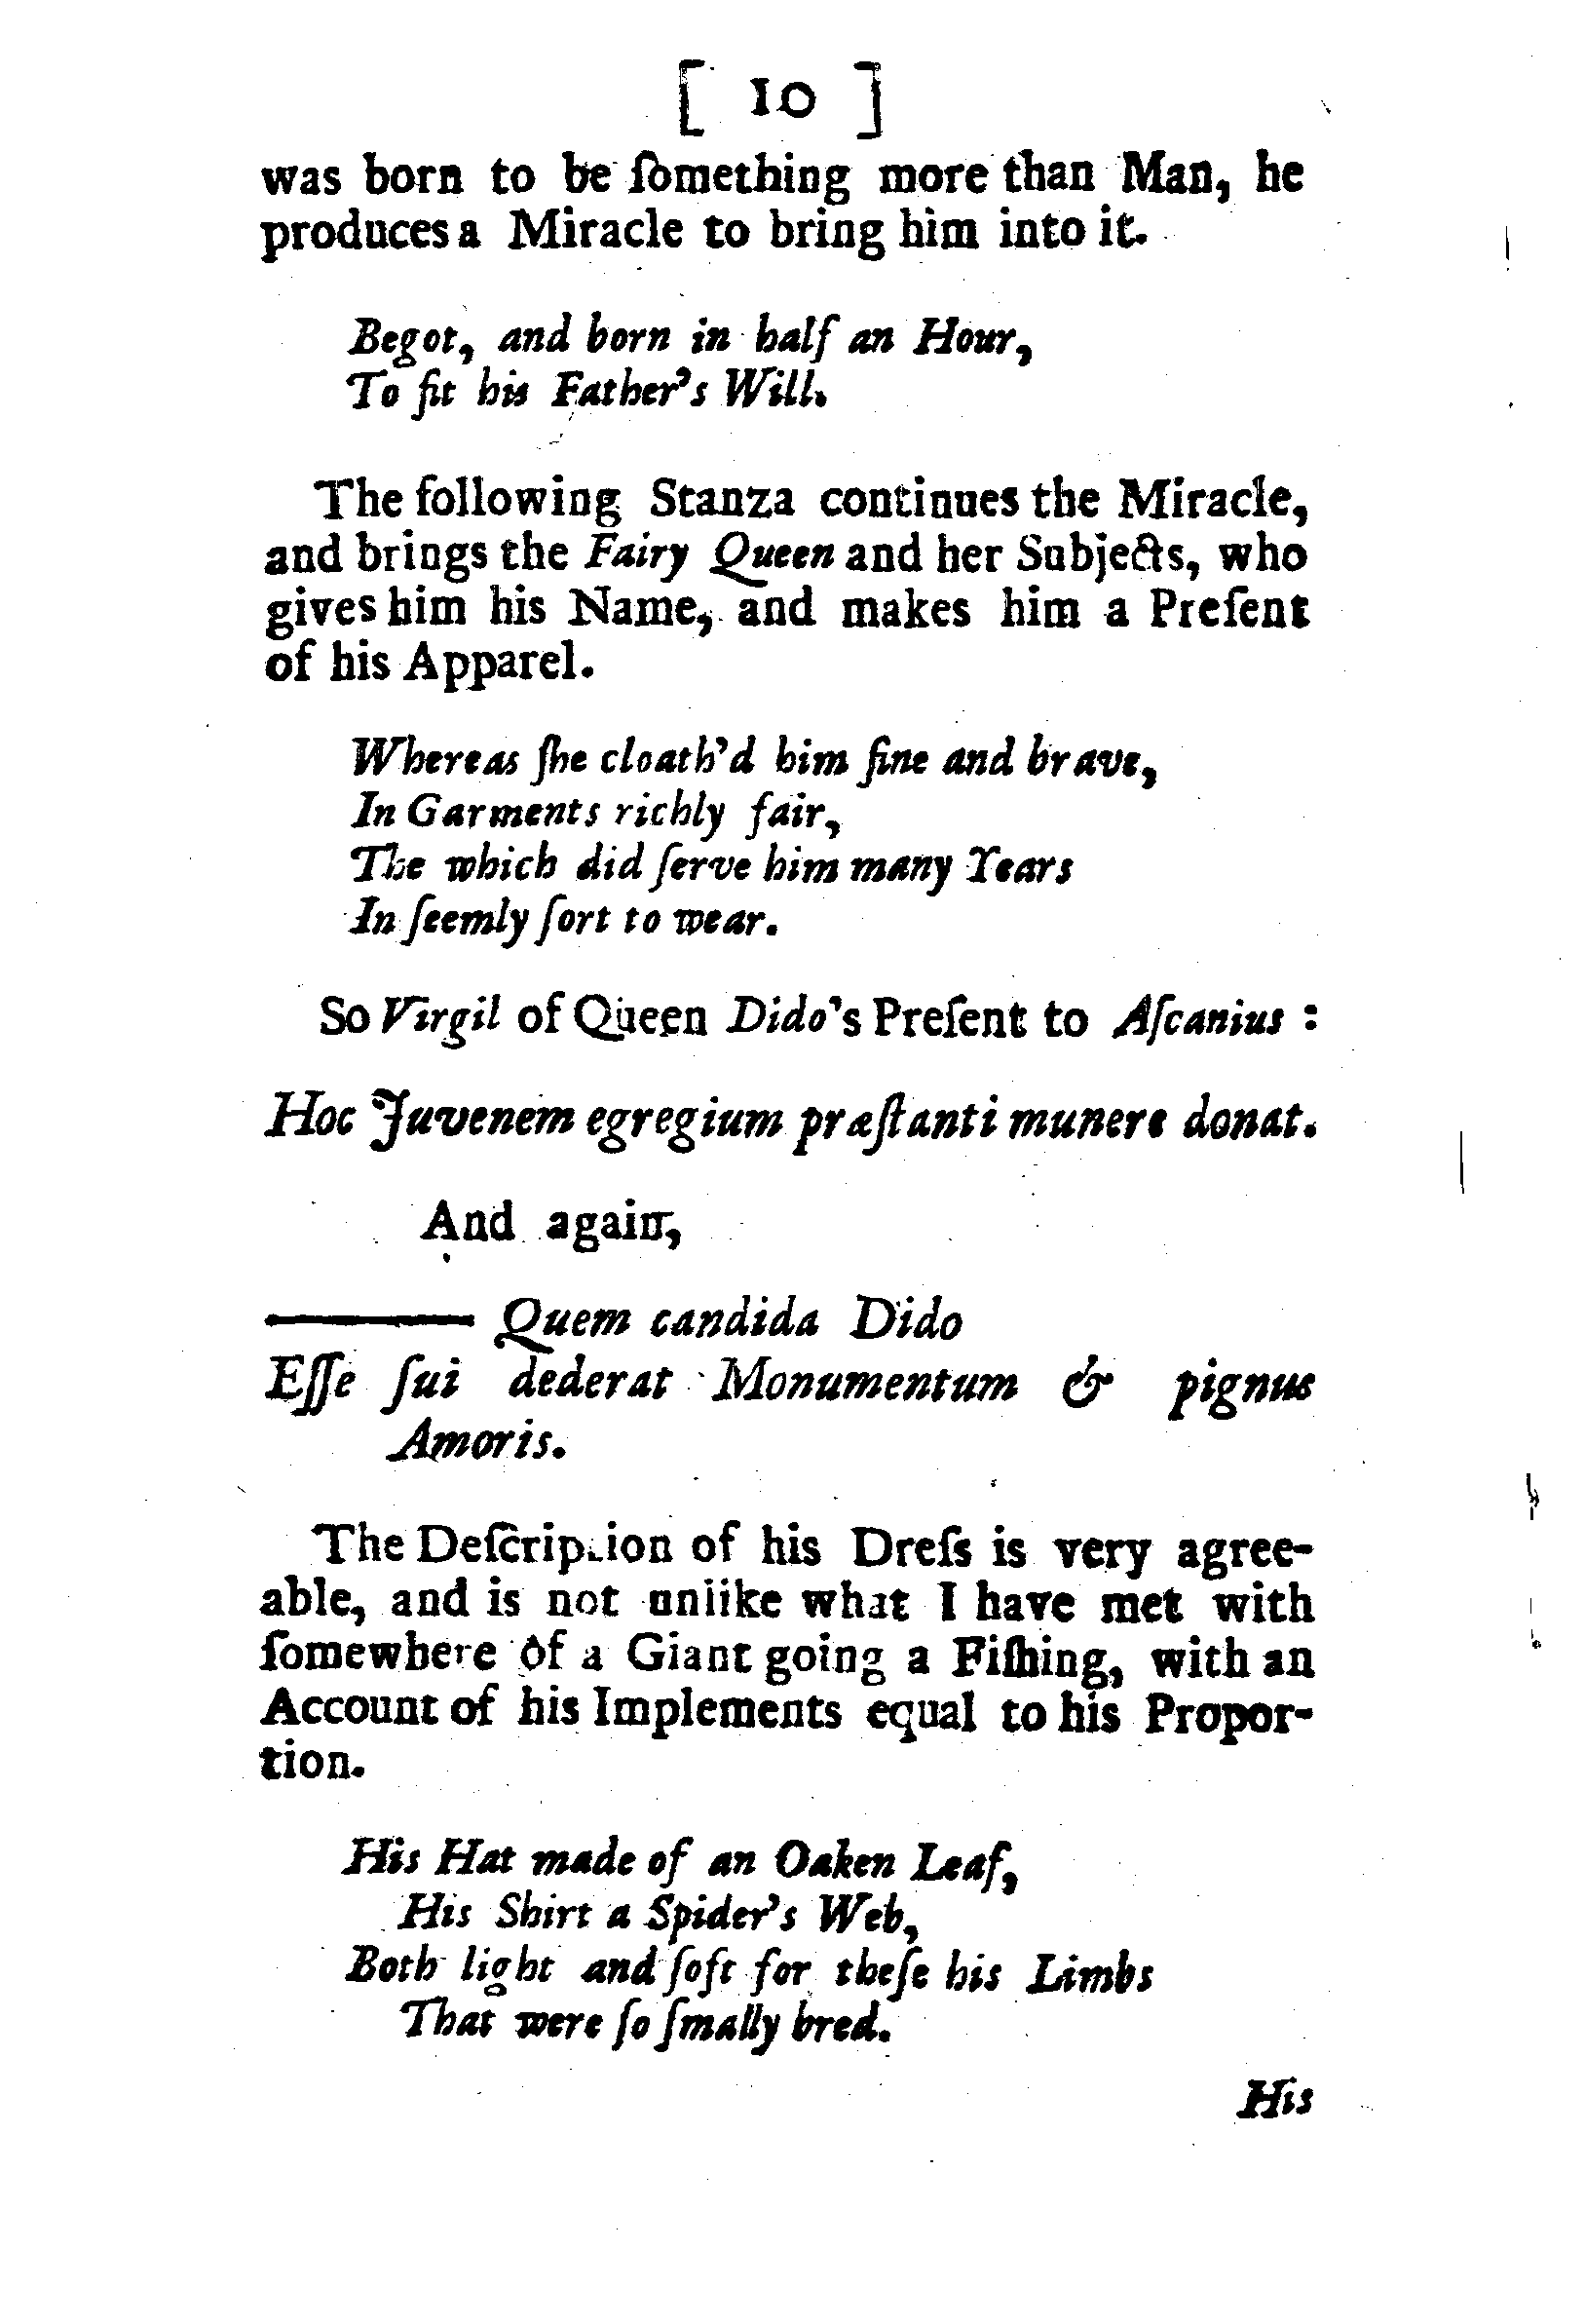 [ 10 ]
was born to be ſomething more than Man, he
produces a Miracle to bring him into it.
Begot, and born in half an Hour,
To fit his Father's Will.
The following Stanza continues the Miracle,
and brings the Fairy Queen and her Subjects, who
gives him his Name, and makes him a Preſent
of his Apparel.
Whereas ſhe cloath'd him fine and brave,
In Garments richly fair,
The which did ſerve him many Years
In ſeemly ſort to wear.
So Virgil of Queen Dido's Preſent to Aſcanius :
Hoc Juvenem egregium præſtanti munere donat.
And again,
——— Quem candida Dido
Eſſe ſui dederat Monumentum & pignus
Amoris.
The Deſcription of his Dreſs is very agree-
able, and is not unlike what I have met with
ſomewhere of a Giant going a Fiſhing, with an
Account of his Implements equal to his Propor-
tion.
His Hat made of an Oaken Leaf,
His Shirt a Spider's Web,
Both light and ſoft for theſe his Limbs
That were ſo ſmally bred.
His